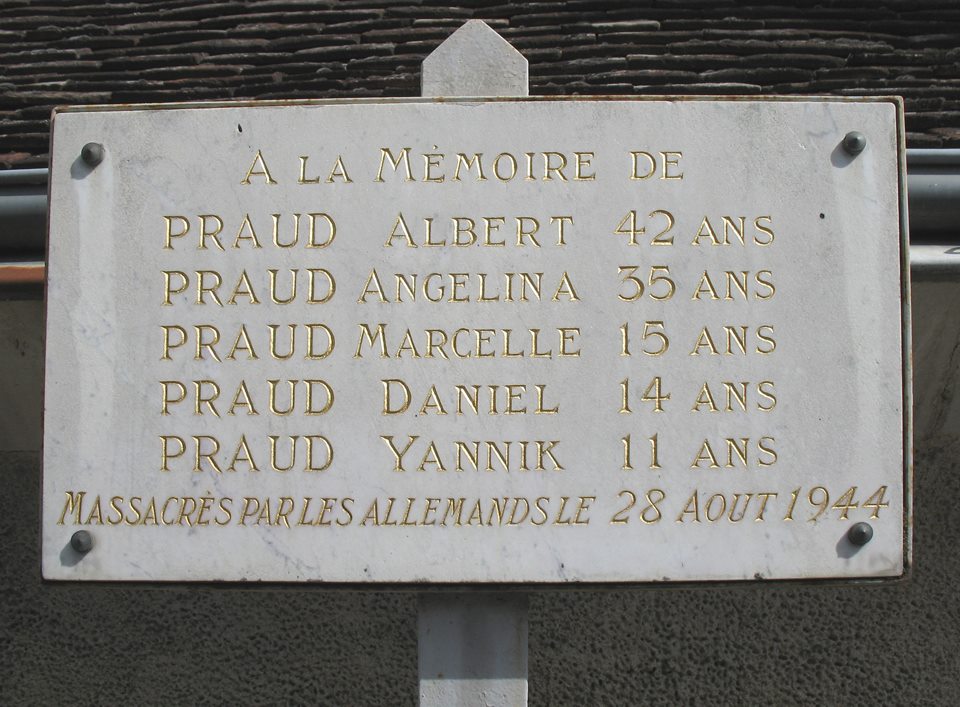 A LA MÉMOIRE DE
PRAUD ALBERT 42 ANS
PRAUD ANGELINA 35 ANS
PRAUD MARCELLE 15 ANS
PRAUD DANIEL 14 ANS
PRAUD YANNIK 11 ANS
MASSACRÈS PAR LES ALLEMANDS LE 28 AOUT 1944